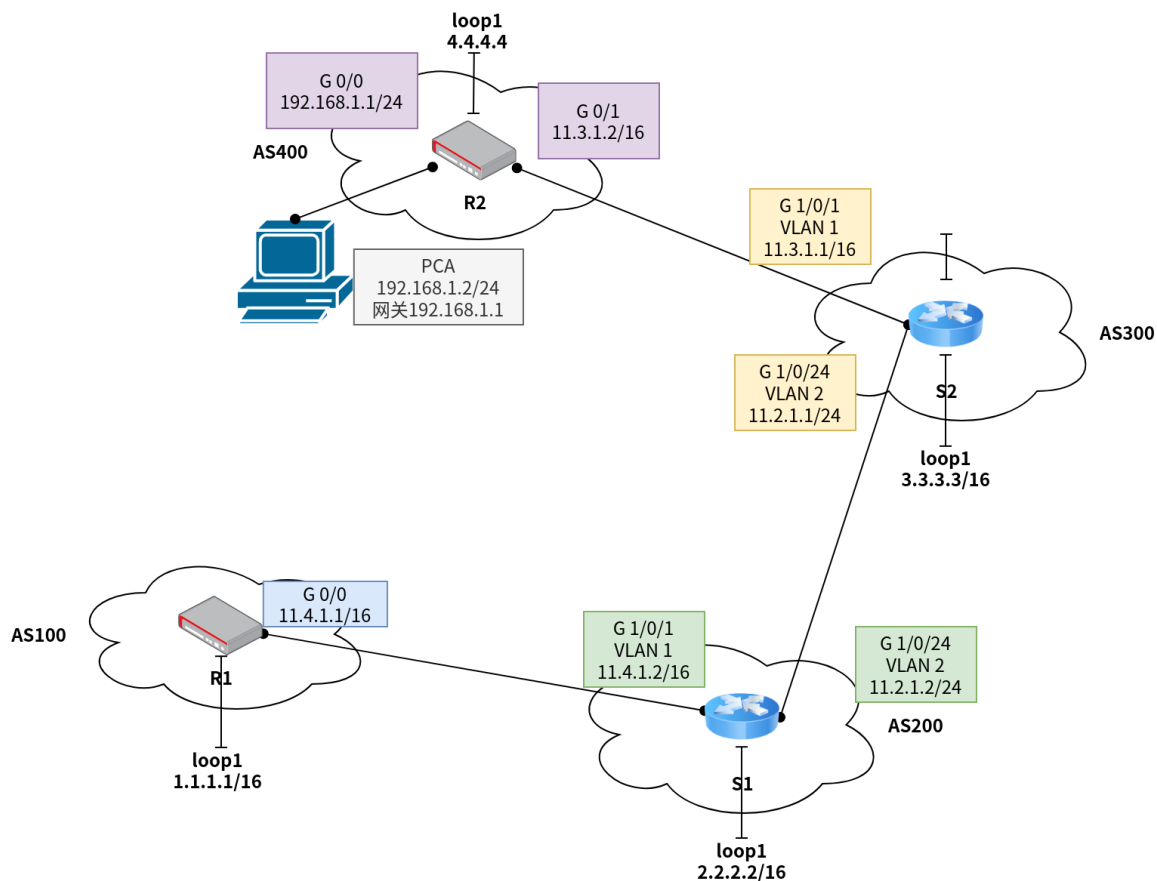 loop1
4.4.4.4
G 0/0
192.168.1.1/24
G 0/1
11.3.1.2/16
AS400
R2
PCA
192.168.1.2/24
网关192.168.1.1
G 1/0/1
VLAN 1
11.3.1.1/16
AS300
G 1/0/24
VLAN 2
11.2.1.1/24
S2
loop1
3.3.3.3/16
AS100
G 0/0
11.4.1.1/16
R1
loop1
1.1.1.1/16
G 1/0/1
VLAN 1
11.4.1.2/16
G 1/0/24
VLAN 2
11.2.1.2/24
AS200
S1
loop1
2.2.2.2/16